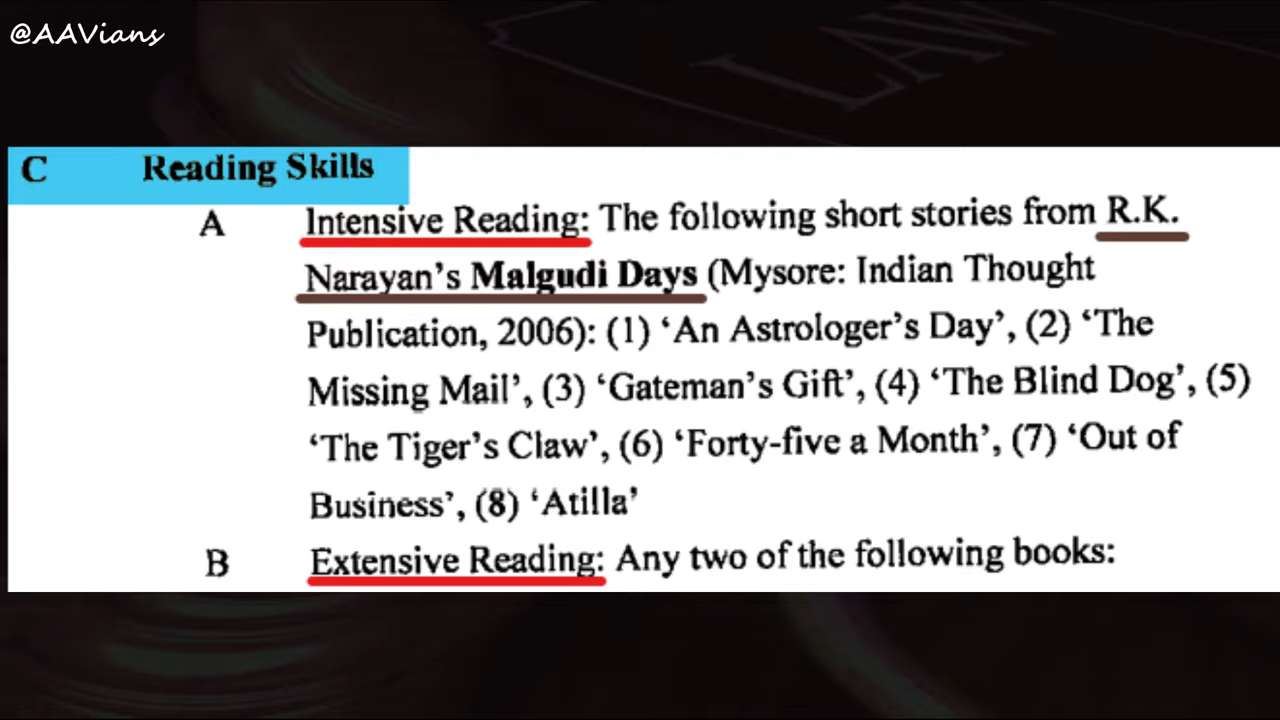 @AAVians
LAW
C Reading Skills
A Intensive Reading: The following short stories from R.K.
Narayan’s Malgudi Days (Mysore: Indian Thought
Publication, 2006): (1) ‘An Astrologer’s Day’, (2) ‘The
Missing Mail’, (3) ‘Gateman’s Gift’, (4) ‘The Blind Dog’, (5)
‘The Tiger’s Claw’, (6) ‘Forty-five a Month’, (7) ‘Out of
Business’, (8) ‘Atilla’
B Extensive Reading: Any two of the following books: